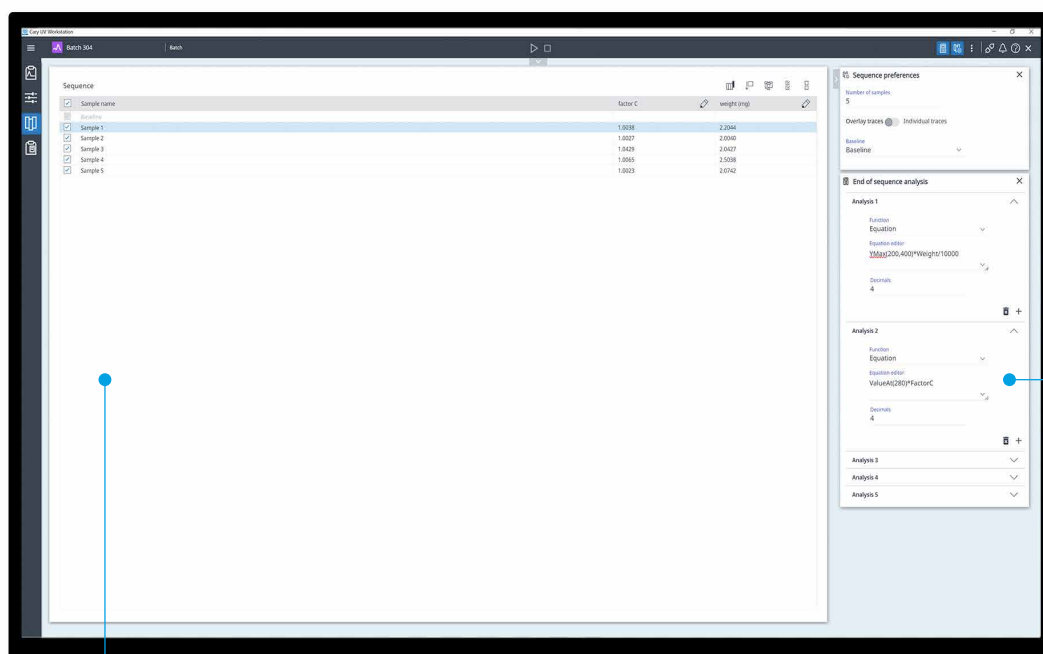 Cary UV Workstation
Batch 304 Batch
Sequence
Sample name factor C weight (mg)
Baseline
Sample 1 1.0038 2.2044
Sample 2 1.0027 2.0040
Sample 3 1.0429 2.0427
Sample 4 1.0065 2.5038
Sample 5 1.0023 2.0742
Sequence preferences
Number of samples
5
Overlay traces Individual traces
Baseline
Baseline
End of sequence analysis
Analysis 1
Function
Equation
Equation editor
YMax(200,400)*Weight/10000
Decimals
4
Analysis 2
Function
Equation
Equation editor
ValueAt(280)*FactorC
Decimals
4
Analysis 3
Analysis 4
Analysis 5